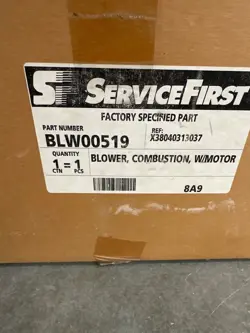 SERVICEFIRST
FACTORY SPECIFIED PART
PART NUMBER
REF:
BLW00519
X38040313037
QUANTITY
1 = 1
CTN PCS
BLOWER, COMBUSTION, W/MOTOR
8A9